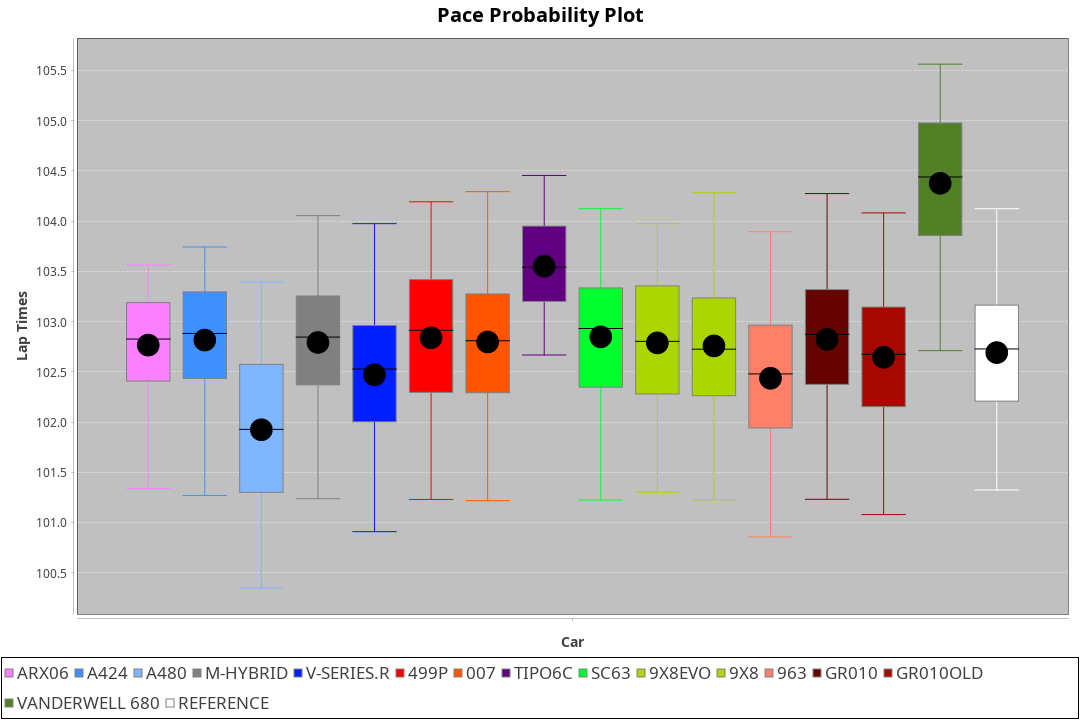 Pace Probability Plot
105.5
105.0
104.5
104.0
103.5
103.0
102.5
102.0
101.5
101.0
100.5
Lap Times
Car
ARX06 A424 A480 M-HYBRID V-SERIES.R 499P 007 TIPO6C SC63 9X8EVO 9X8 963 GR010 GR010OLD
VANDERWELL 680 REFERENCE